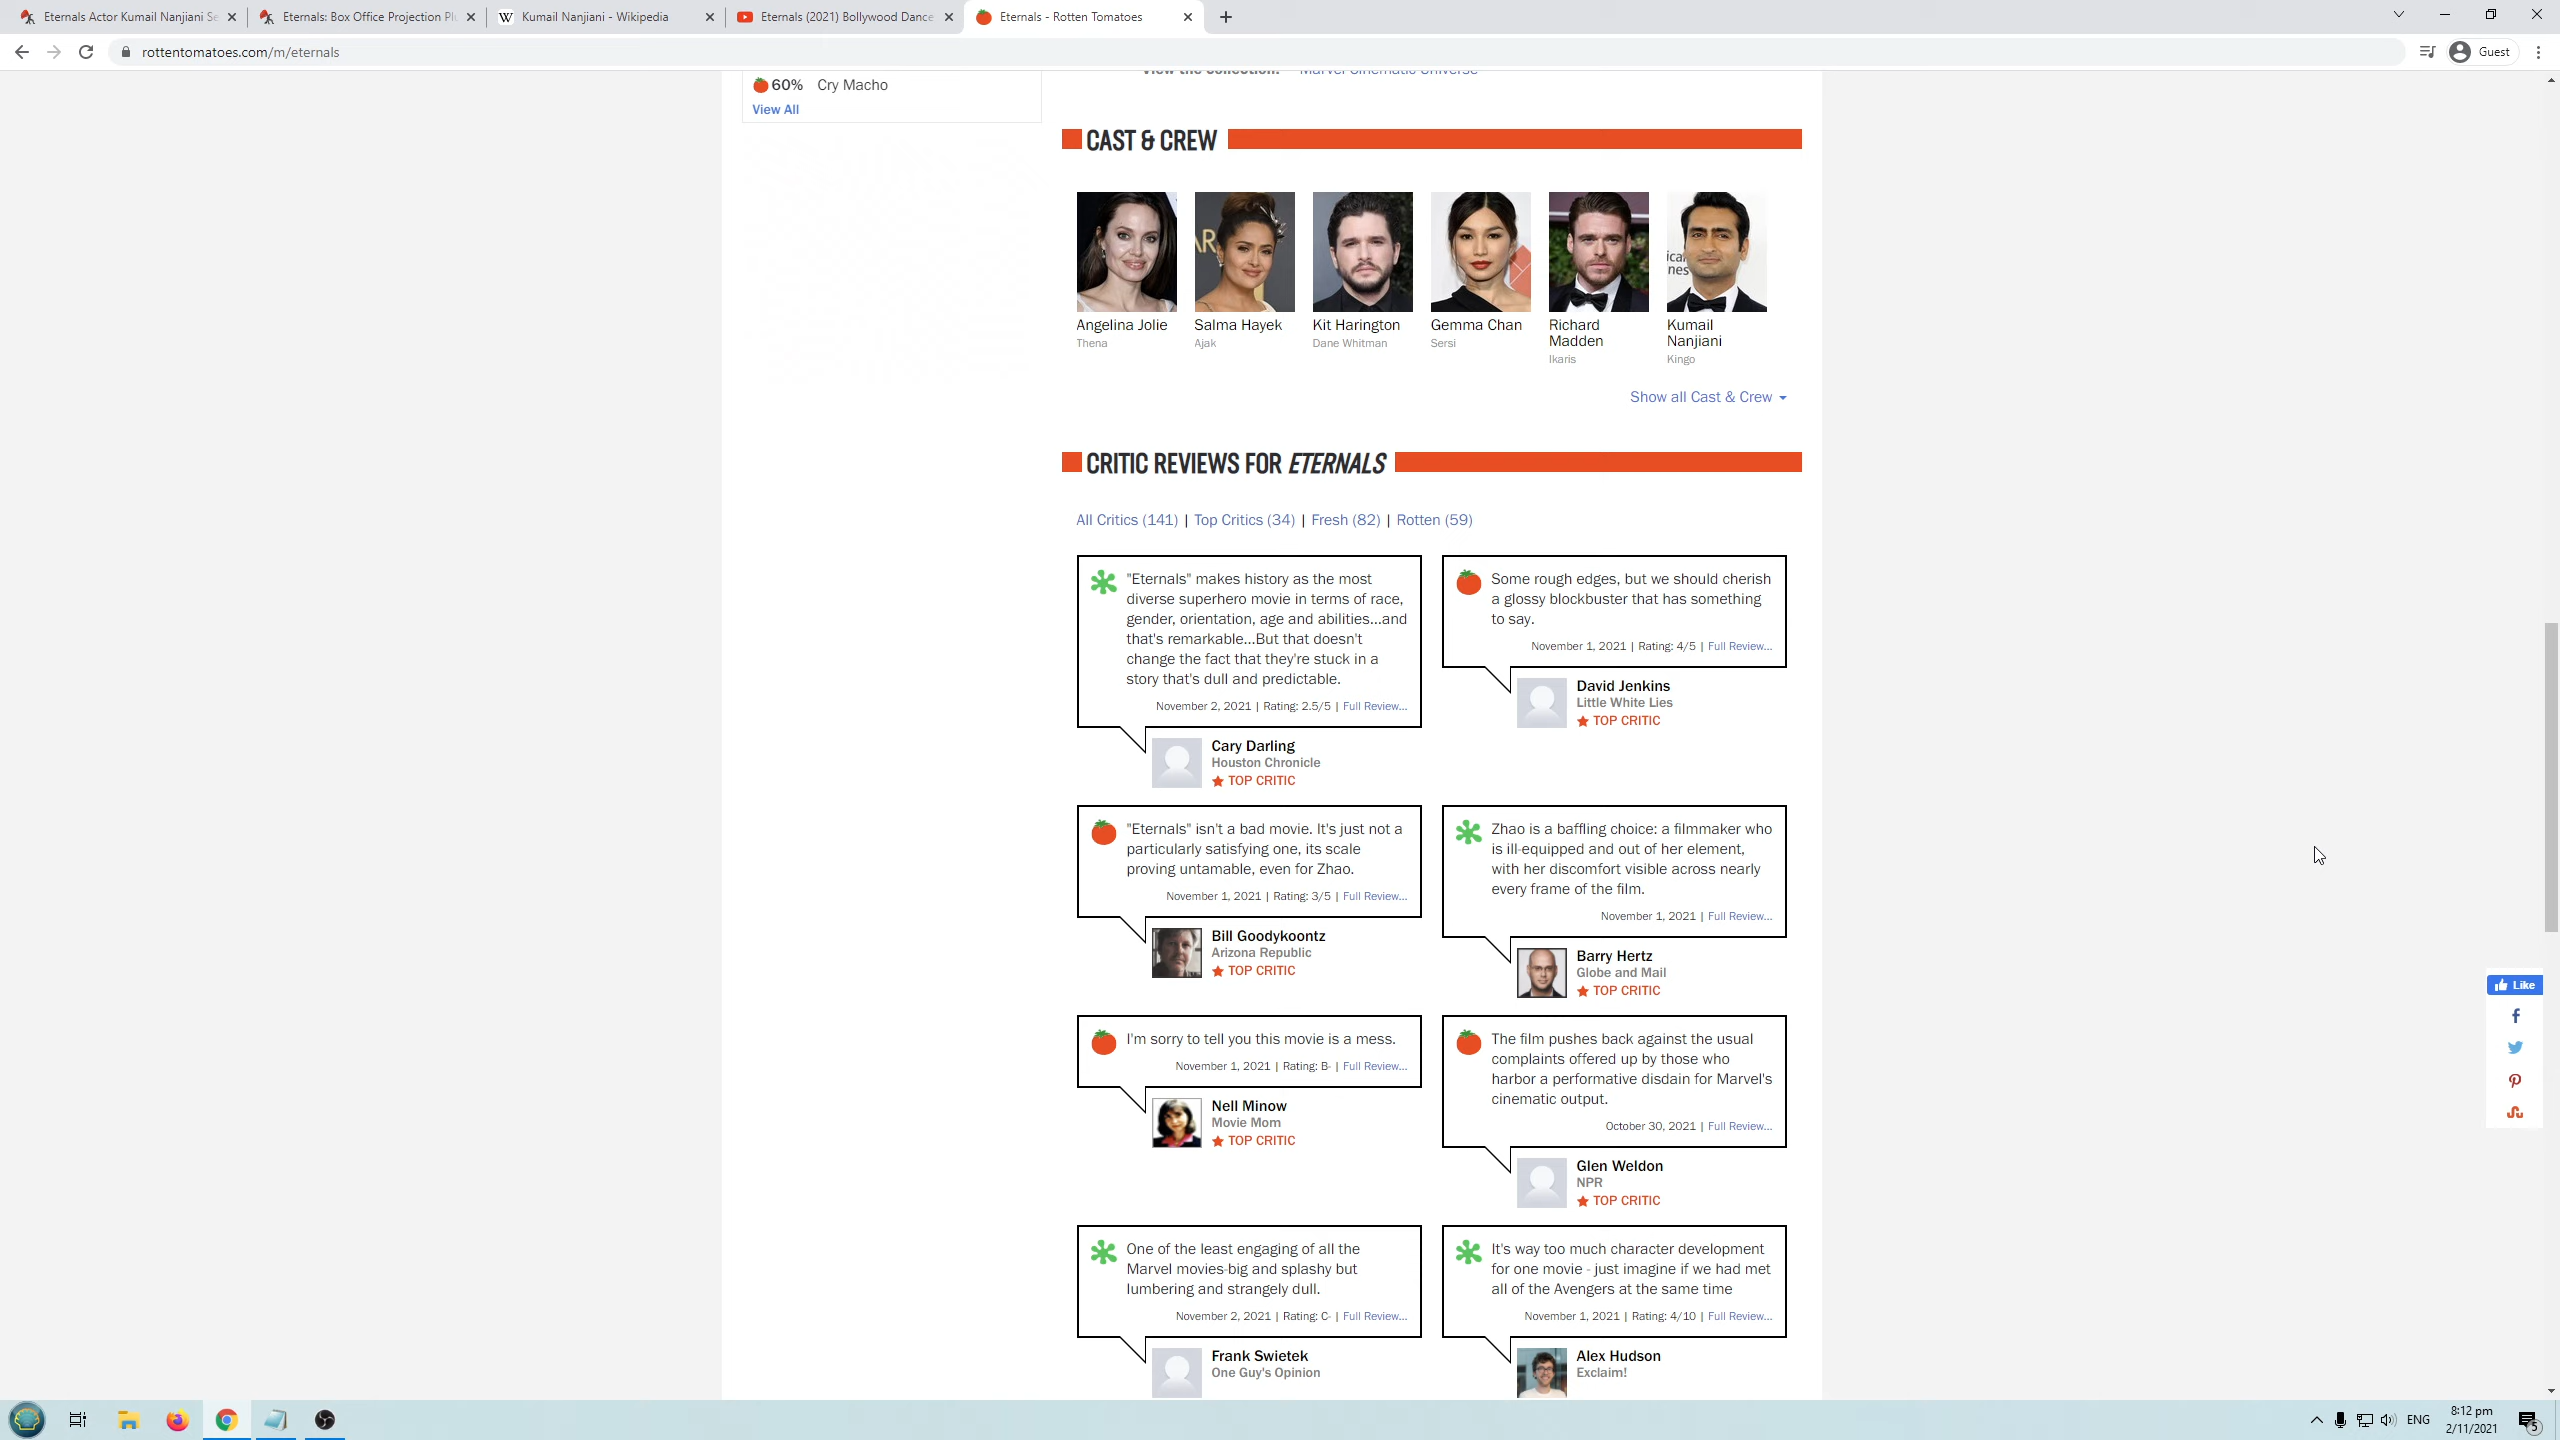 Eternals Actor Kumail Nanjiani Se
Eternals: Box Office Projection Pl
Kumail Nanjiani - Wikipedia
Eternals (2021) Bollywood Dance
Eternals - Rotten Tomatoes
rottentomatoes.com/m/eternals
Guest
View the collection: Marvel Cinematic Universe
60% Cry Macho
View All
CAST & CREW
Angelina Jolie
Thena
Salma Hayek
Ajak
Kit Harington
Dane Whitman
Gemma Chan
Sersi
Richard
Madden
Ikaris
Kumail
Nanjiani
Kingo
Show all Cast & Crew
CRITIC REVIEWS FOR ETERNALS
All Critics (141) | Top Critics (34) | Fresh (82) | Rotten (59)
"Eternals" makes history as the most
diverse superhero movie in terms of race,
gender, orientation, age and abilities...and
that's remarkable...But that doesn't
change the fact that they're stuck in a
story that's dull and predictable.
November 2, 2021 | Rating: 2.5/5 | Full Review...
Cary Darling
Houston Chronicle
TOP CRITIC
Some rough edges, but we should cherish
a glossy blockbuster that has something
to say.
November 1, 2021 | Rating: 4/5 | Full Review...
David Jenkins
Little White Lies
TOP CRITIC
"Eternals" isn't a bad movie. It's just not a
particularly satisfying one, its scale
proving untamable, even for Zhao.
November 1, 2021 | Rating: 3/5 | Full Review...
Bill Goodykoontz
Arizona Republic
TOP CRITIC
Zhao is a baffling choice: a filmmaker who
is ill-equipped and out of her element,
with her discomfort visible across nearly
every frame of the film.
November 1, 2021 | Full Review...
Barry Hertz
Globe and Mail
TOP CRITIC
I'm sorry to tell you this movie is a mess.
November 1, 2021 | Rating: B- | Full Review...
Nell Minow
Movie Mom
TOP CRITIC
The film pushes back against the usual
complaints offered up by those who
harbor a performative disdain for Marvel's
cinematic output.
October 30, 2021 | Full Review...
Glen Weldon
NPR
TOP CRITIC
One of the least engaging of all the
Marvel movies-big and splashy but
lumbering and strangely dull.
November 2, 2021 | Rating: C- | Full Review...
Frank Swietek
One Guy's Opinion
It's way too much character development
for one movie - just imagine if we had met
all of the Avengers at the same time
November 1, 2021 | Rating: 4/10 | Full Review...
Alex Hudson
Exclaim!
Like
ENG
8:12 pm
2/11/2021
5